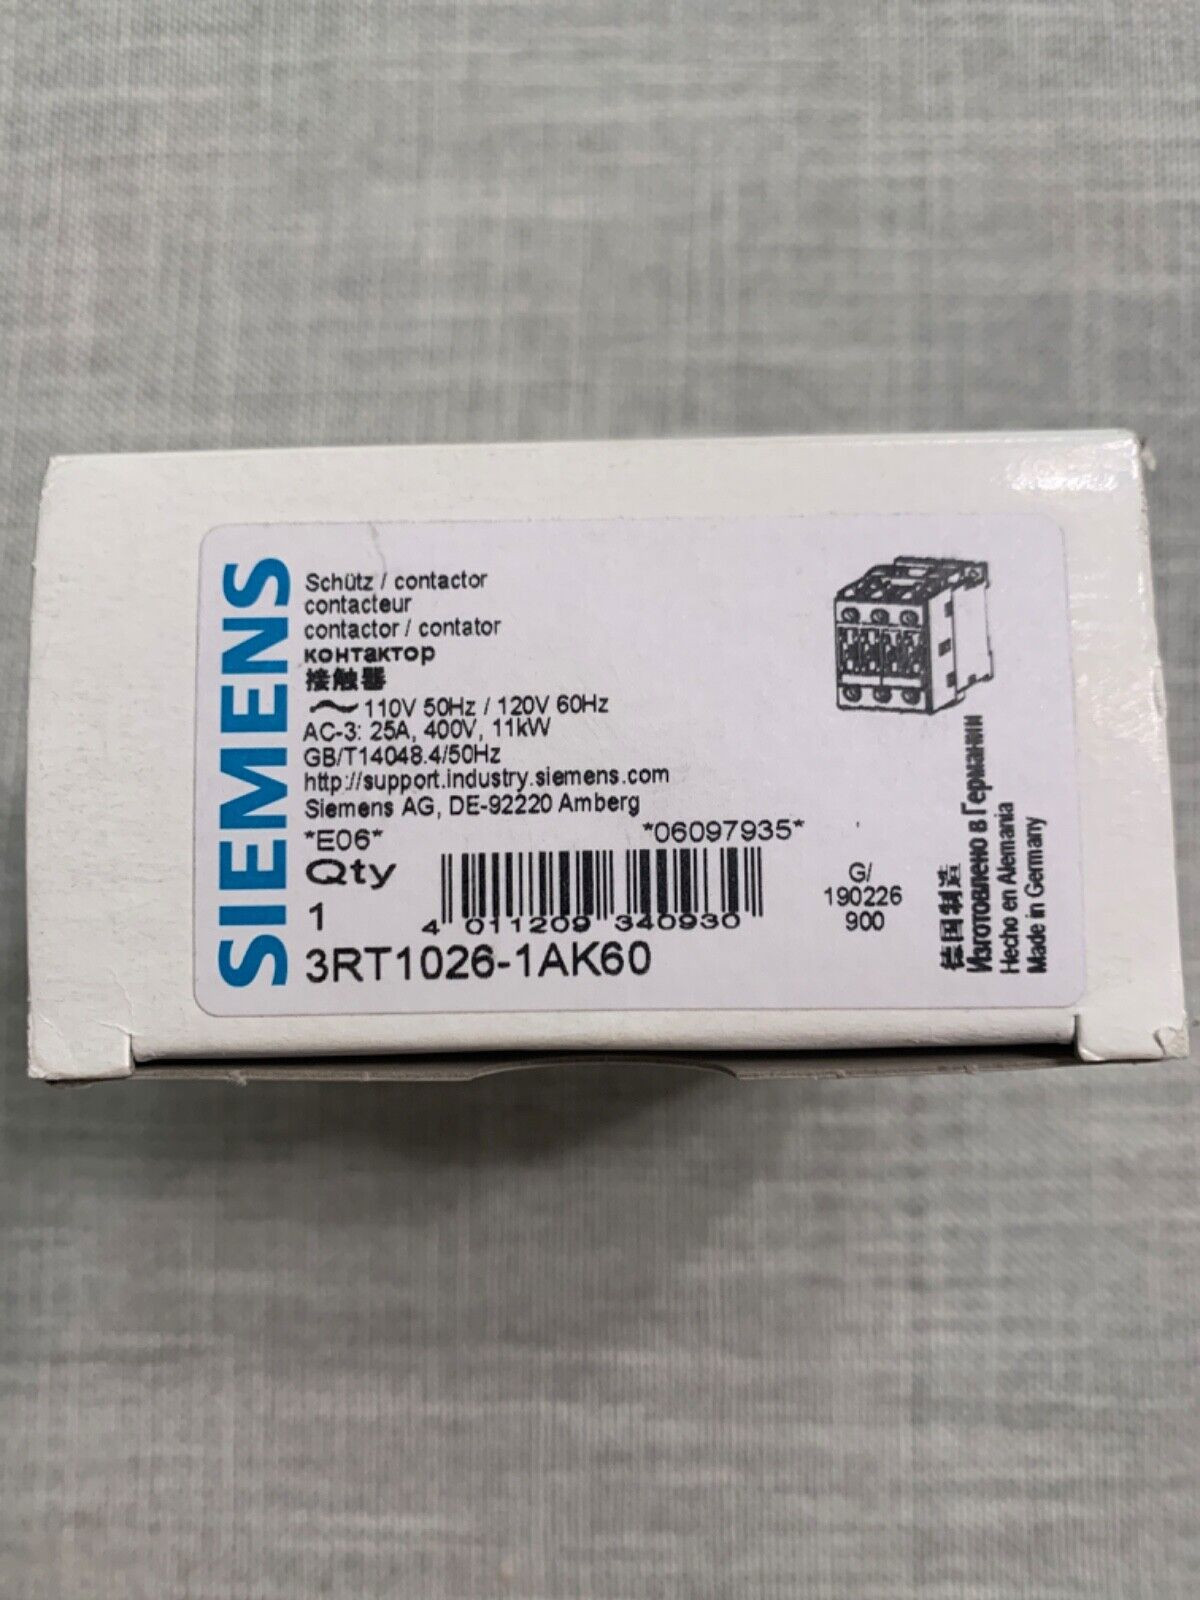 SIEMENS
Schütz / contactor
contacteur
contactor / contator
контактор
接触器
~ 110V 50Hz / 120V 60Hz
AC-3: 25A, 400V, 11kW
GB/T14048.4/50Hz
http://support.industry.siemens.com
Siemens AG, DE-92220 Amberg
*E06* *06097935*
Qty
1
4 011209 340930
3RT1026-1AK60
G/
190226
900
德国制造
Изготовлено в Германии
Hecho en Alemania
Made in Germany